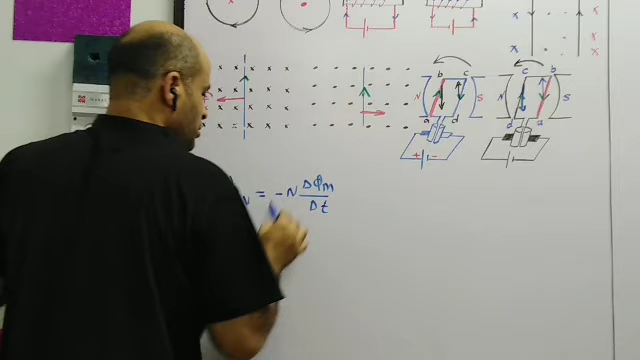 b c
N S
a d
+ -
c b
N S
d a
N = - N ΔΦm / Δt